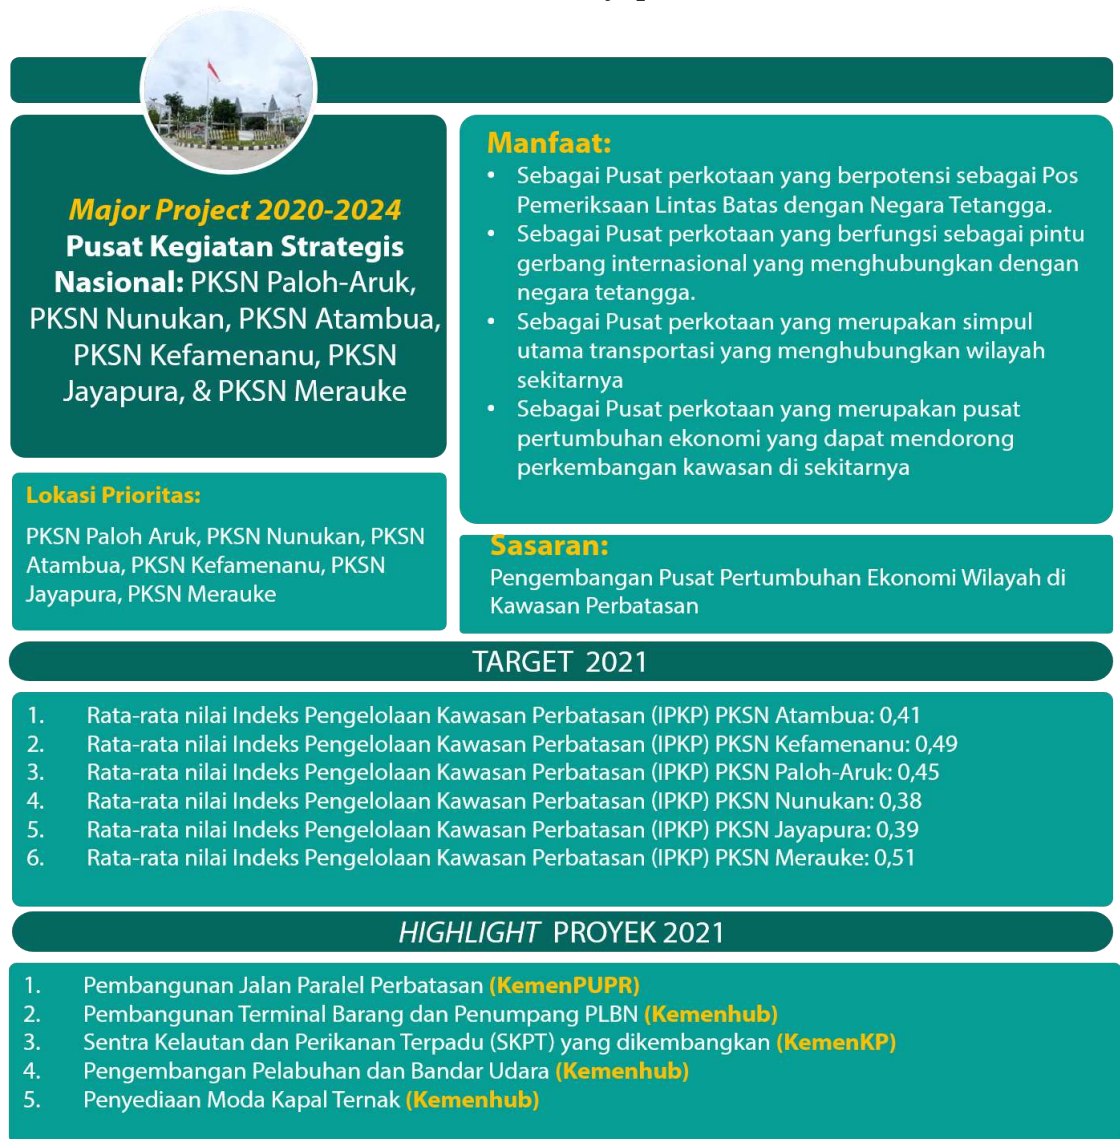 Major Project 2020-2024
Pusat Kegiatan Strategis
Nasional: PKSN Paloh-Aruk,
PKSN Nunukan, PKSN Atambua,
PKSN Kefamenanu, PKSN
Jayapura, & PKSN Merauke
Lokasi Prioritas:
PKSN Paloh Aruk, PKSN Nunukan, PKSN
Atambua, PKSN Kefamenanu, PKSN
Jayapura, PKSN Merauke
Manfaat:
• Sebagai Pusat perkotaan yang berpotensi sebagai Pos
Pemeriksaan Lintas Batas dengan Negara Tetangga.
• Sebagai Pusat perkotaan yang berfungsi sebagai pintu
gerbang internasional yang menghubungkan dengan
negara tetangga.
• Sebagai Pusat perkotaan yang merupakan simpul
utama transportasi yang menghubungkan wilayah
sekitarnya
• Sebagai Pusat perkotaan yang merupakan pusat
pertumbuhan ekonomi yang dapat mendorong
perkembangan kawasan di sekitarnya
Sasaran:
Pengembangan Pusat Pertumbuhan Ekonomi Wilayah di
Kawasan Perbatasan
TARGET 2021
1. Rata-rata nilai Indeks Pengelolaan Kawasan Perbatasan (IPKP) PKSN Atambua: 0,41
2. Rata-rata nilai Indeks Pengelolaan Kawasan Perbatasan (IPKP) PKSN Kefamenanu: 0,49
3. Rata-rata nilai Indeks Pengelolaan Kawasan Perbatasan (IPKP) PKSN Paloh-Aruk: 0,45
4. Rata-rata nilai Indeks Pengelolaan Kawasan Perbatasan (IPKP) PKSN Nunukan: 0,38
5. Rata-rata nilai Indeks Pengelolaan Kawasan Perbatasan (IPKP) PKSN Jayapura: 0,39
6. Rata-rata nilai Indeks Pengelolaan Kawasan Perbatasan (IPKP) PKSN Merauke: 0,51
HIGHLIGHT PROYEK 2021
1. Pembangunan Jalan Paralel Perbatasan (KemenPUPR)
2. Pembangunan Terminal Barang dan Penumpang PLBN (Kemenhub)
3. Sentra Kelautan dan Perikanan Terpadu (SKPT) yang dikembangkan (KemenKP)
4. Pengembangan Pelabuhan dan Bandar Udara (Kemenhub)
5. Penyediaan Moda Kapal Ternak (Kemenhub)